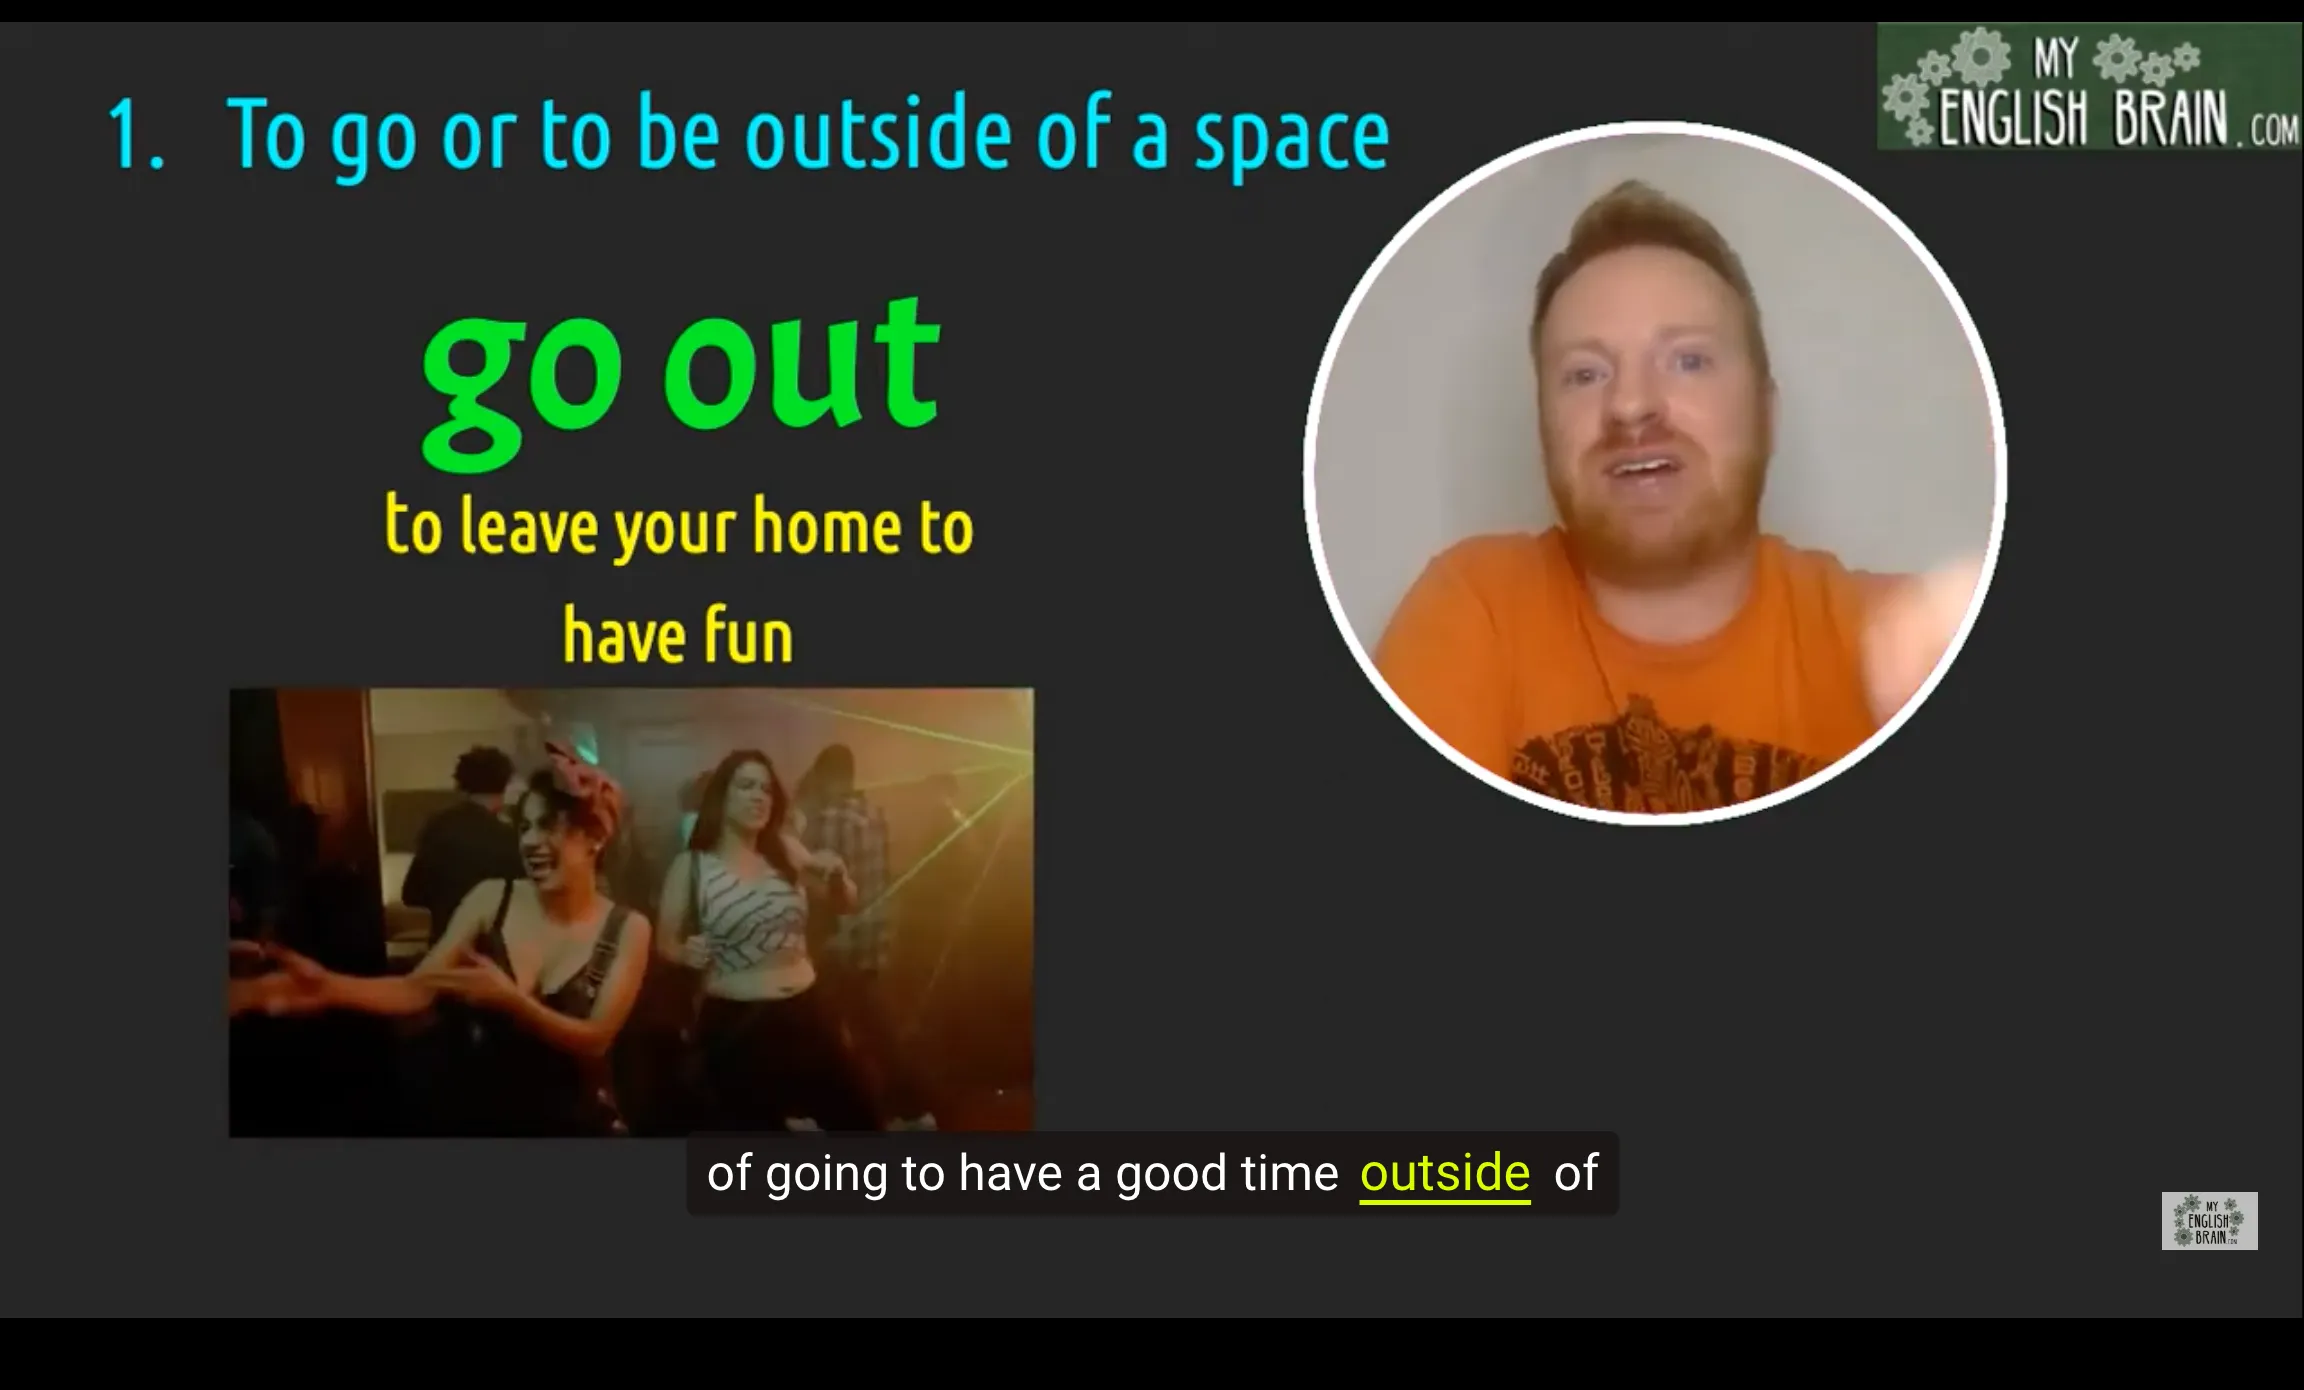 MY
ENGLISH BRAIN.COM
1. To go or to be outside of a space
go out
to leave your home to
have fun
of going to have a good time outside of
MY
ENGLISH
BRAIN.COM